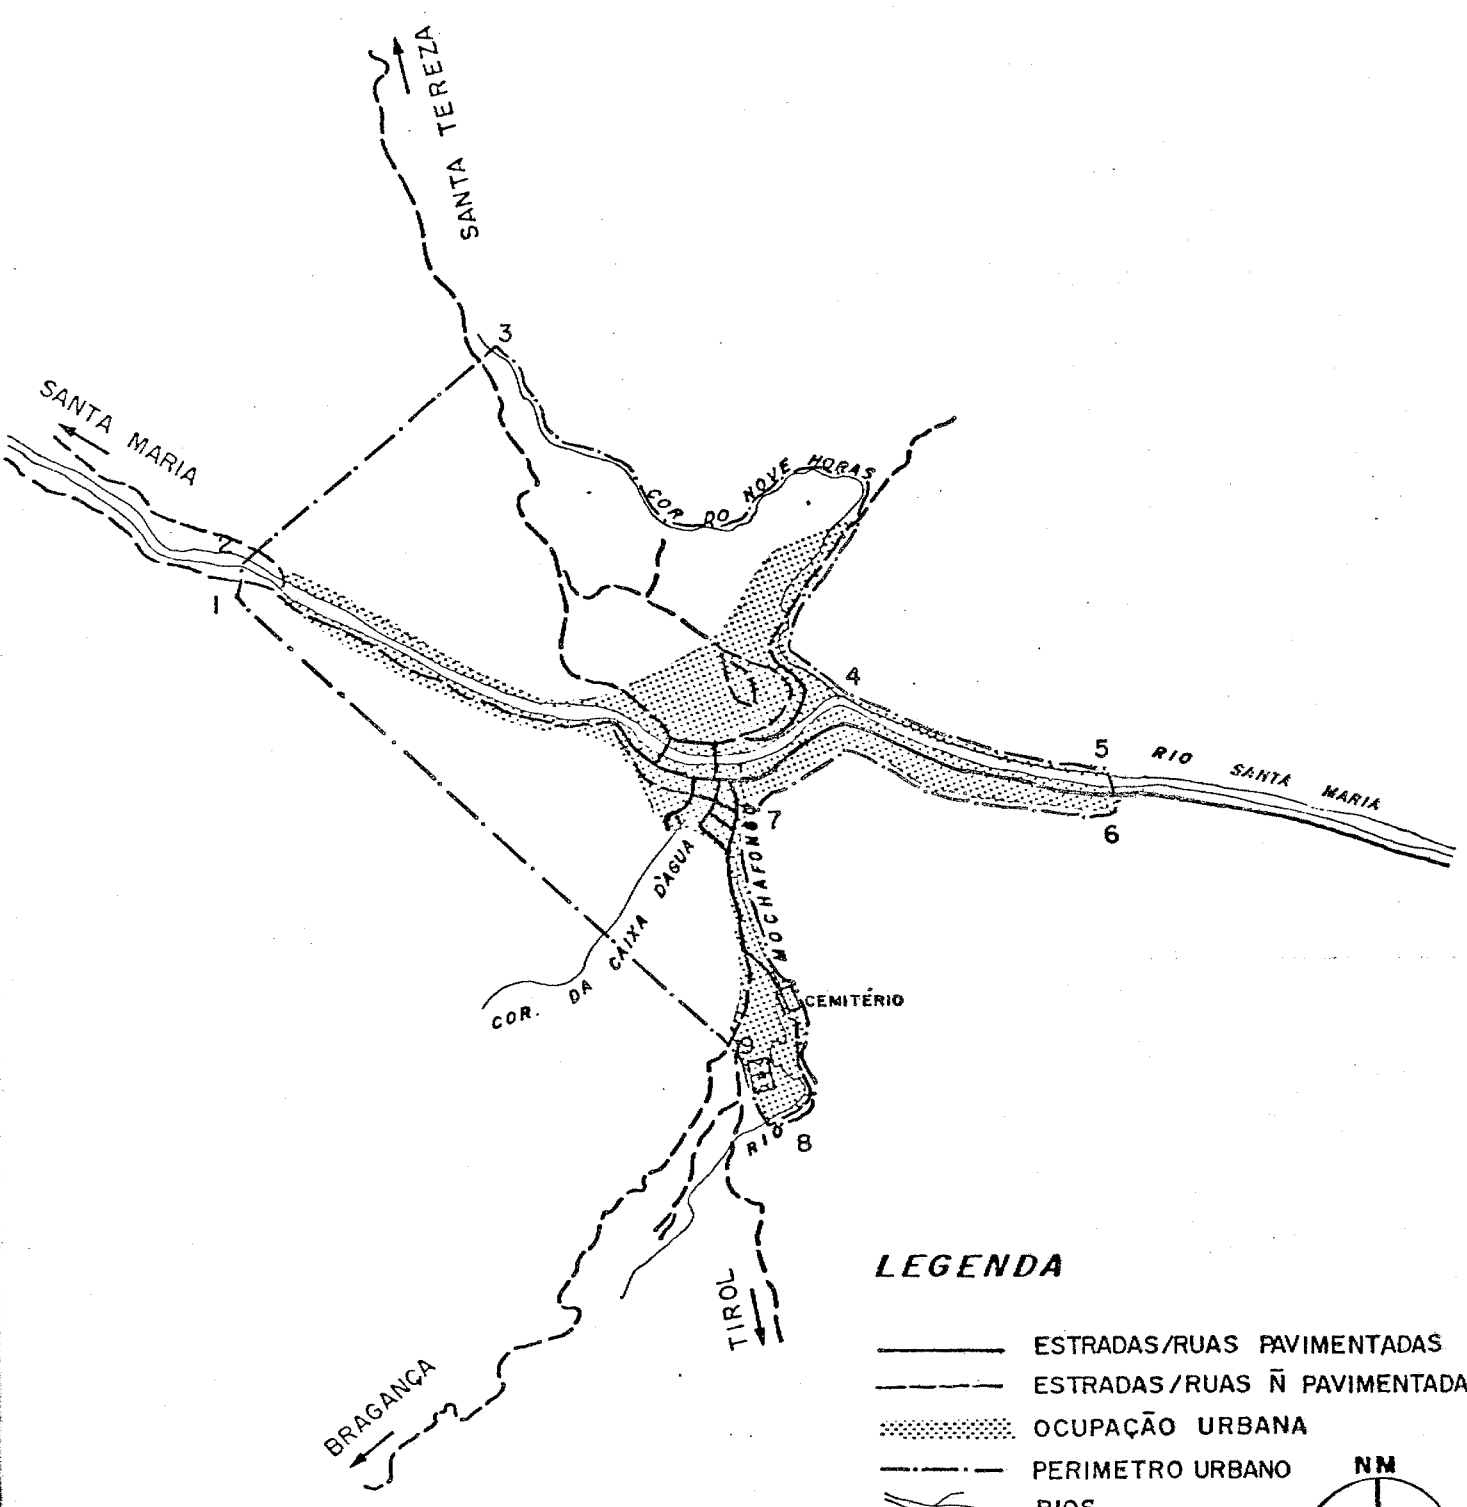 SANTA TEREZA
3
SANTA MARIA
COR DO NOVE HORAS
2
1
4
5
RIO SANTA MARIA
6
7
MOCHAFONGO
COR. DA CAIXA D'AGUA
CEMITÉRIO
9
RIO
8
TIROL
BRAGANÇA
LEGENDA
ESTRADAS/RUAS PAVIMENTADAS
ESTRADAS/RUAS Ñ PAVIMENTADA
OCUPAÇÃO URBANA
PERIMETRO URBANO
NM
RIOS